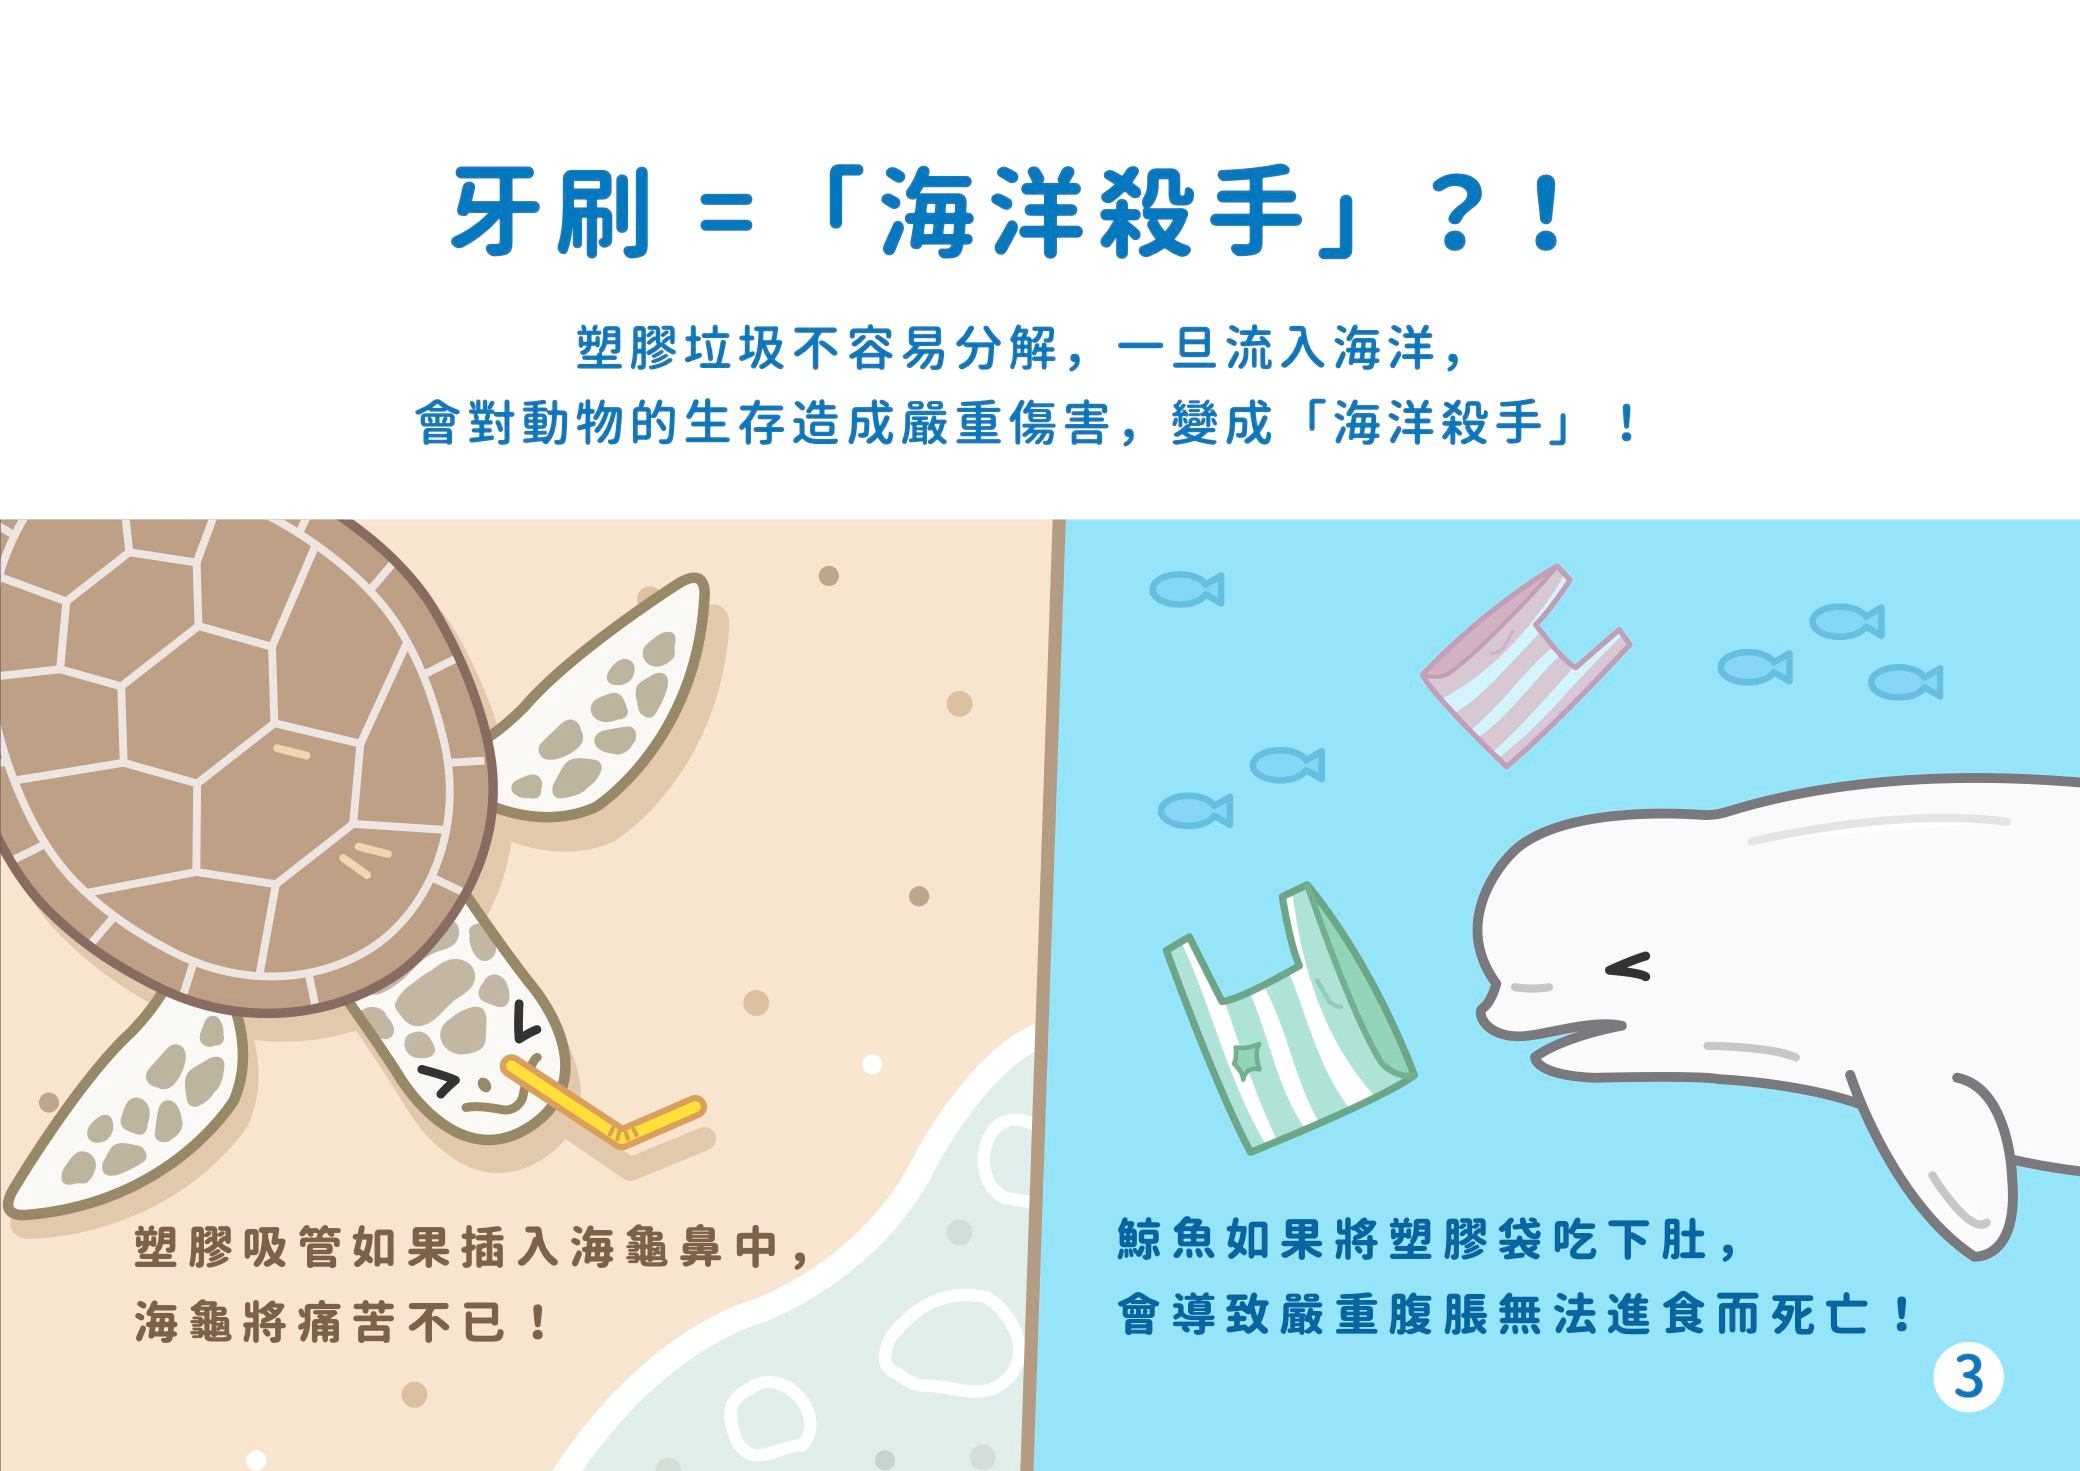 牙刷 =「海洋殺手」?!
塑膠垃圾不容易分解，一旦流入海洋，
會對動物的生存造成嚴重傷害，變成「海洋殺手」！
塑膠吸管如果插入海龜鼻中，
海龜將痛苦不已！
鯨魚如果將塑膠袋吃下肚，
會導致嚴重腹脹無法進食而死亡！
3